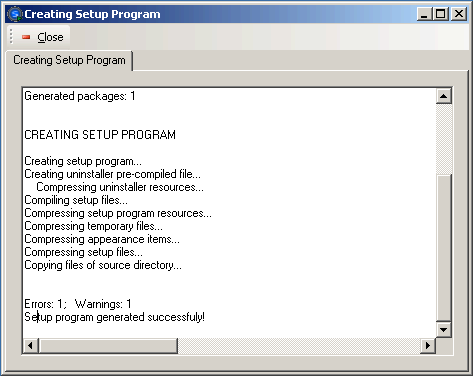 Creating Setup Program
Close
Creating Setup Program
Generated packages: 1
CREATING SETUP PROGRAM
Creating setup program...
Creating uninstaller pre-compiled file...
Compressing uninstaller resources...
Compiling setup files...
Compressing setup program resources...
Compressing temporary files...
Compressing appearance items...
Compressing setup files...
Copying files of source directory...
Errors: 1; Warnings: 1
Setup program generated successfuly!